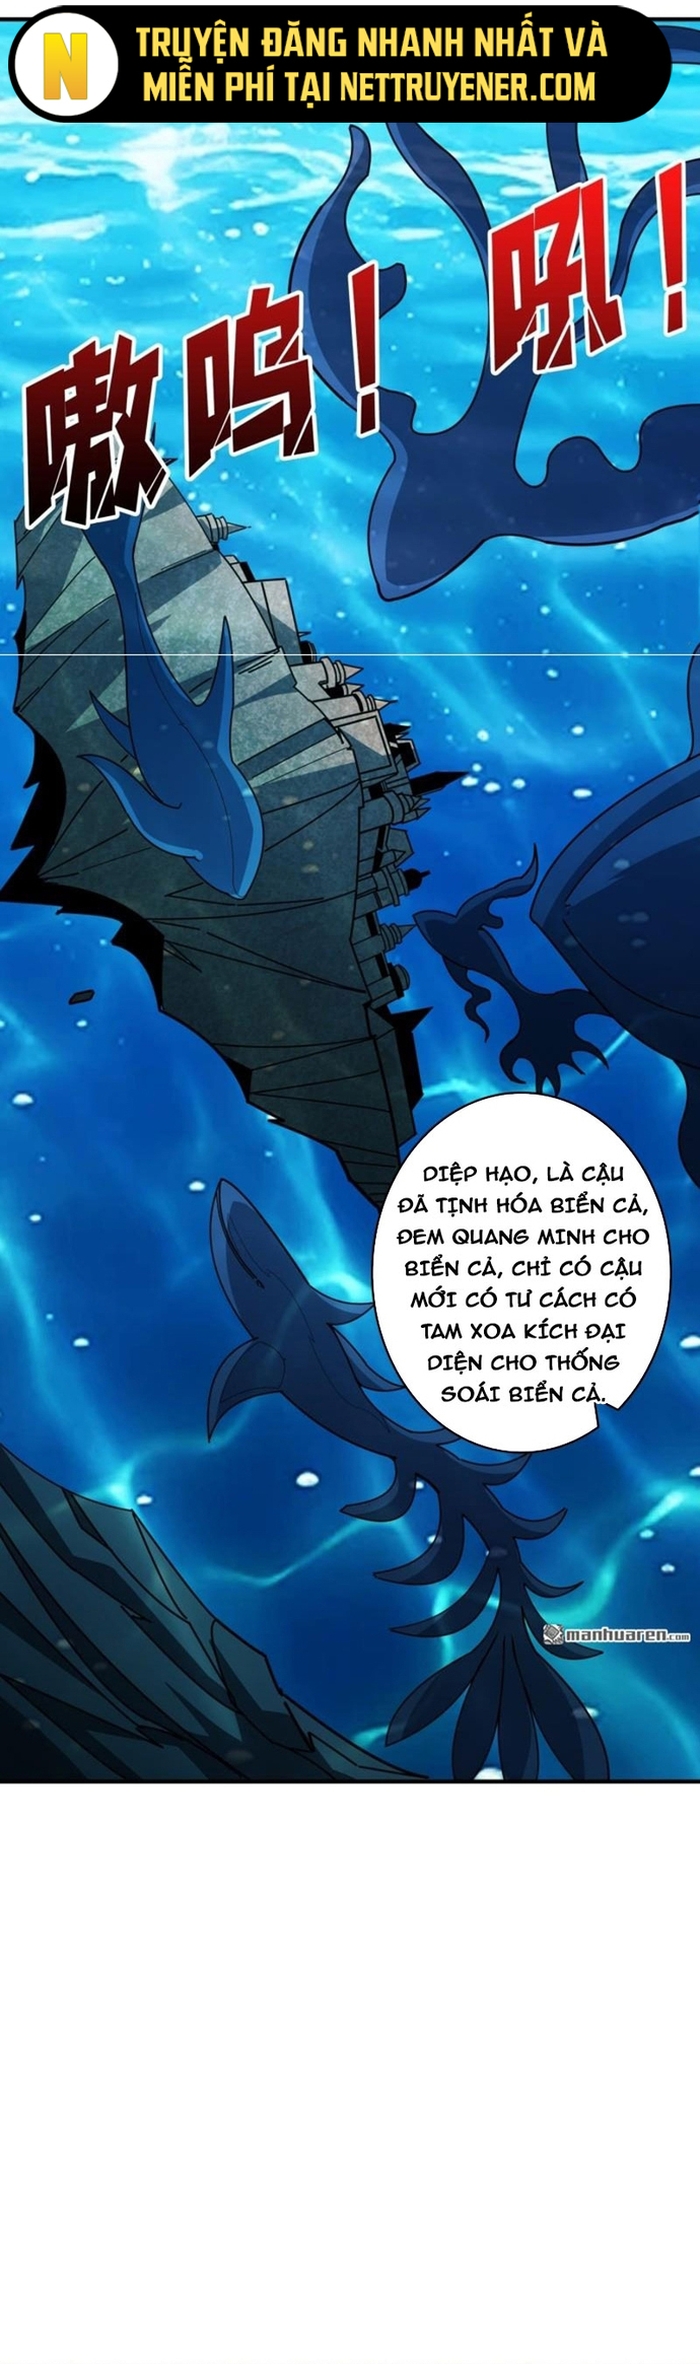 TRUYỆN ĐĂNG NHANH NHẤT VÀ
MIỄN PHÍ TẠI NETTRUYENER.COM
N
吼!
嗷呜!
DIỆP HẠO, LÀ CẬU
ĐÃ TỊNH HÓA BIỂN CẢ,
ĐEM QUANG MINH CHO
BIỂN CẢ, CHỈ CÓ CẬU
MỚI CÓ TƯ CÁCH CÓ
TAM XOA KÍCH ĐẠI
DIỆN CHO THỐNG
SOÁI BIỂN CẢ.
manhuaren.com